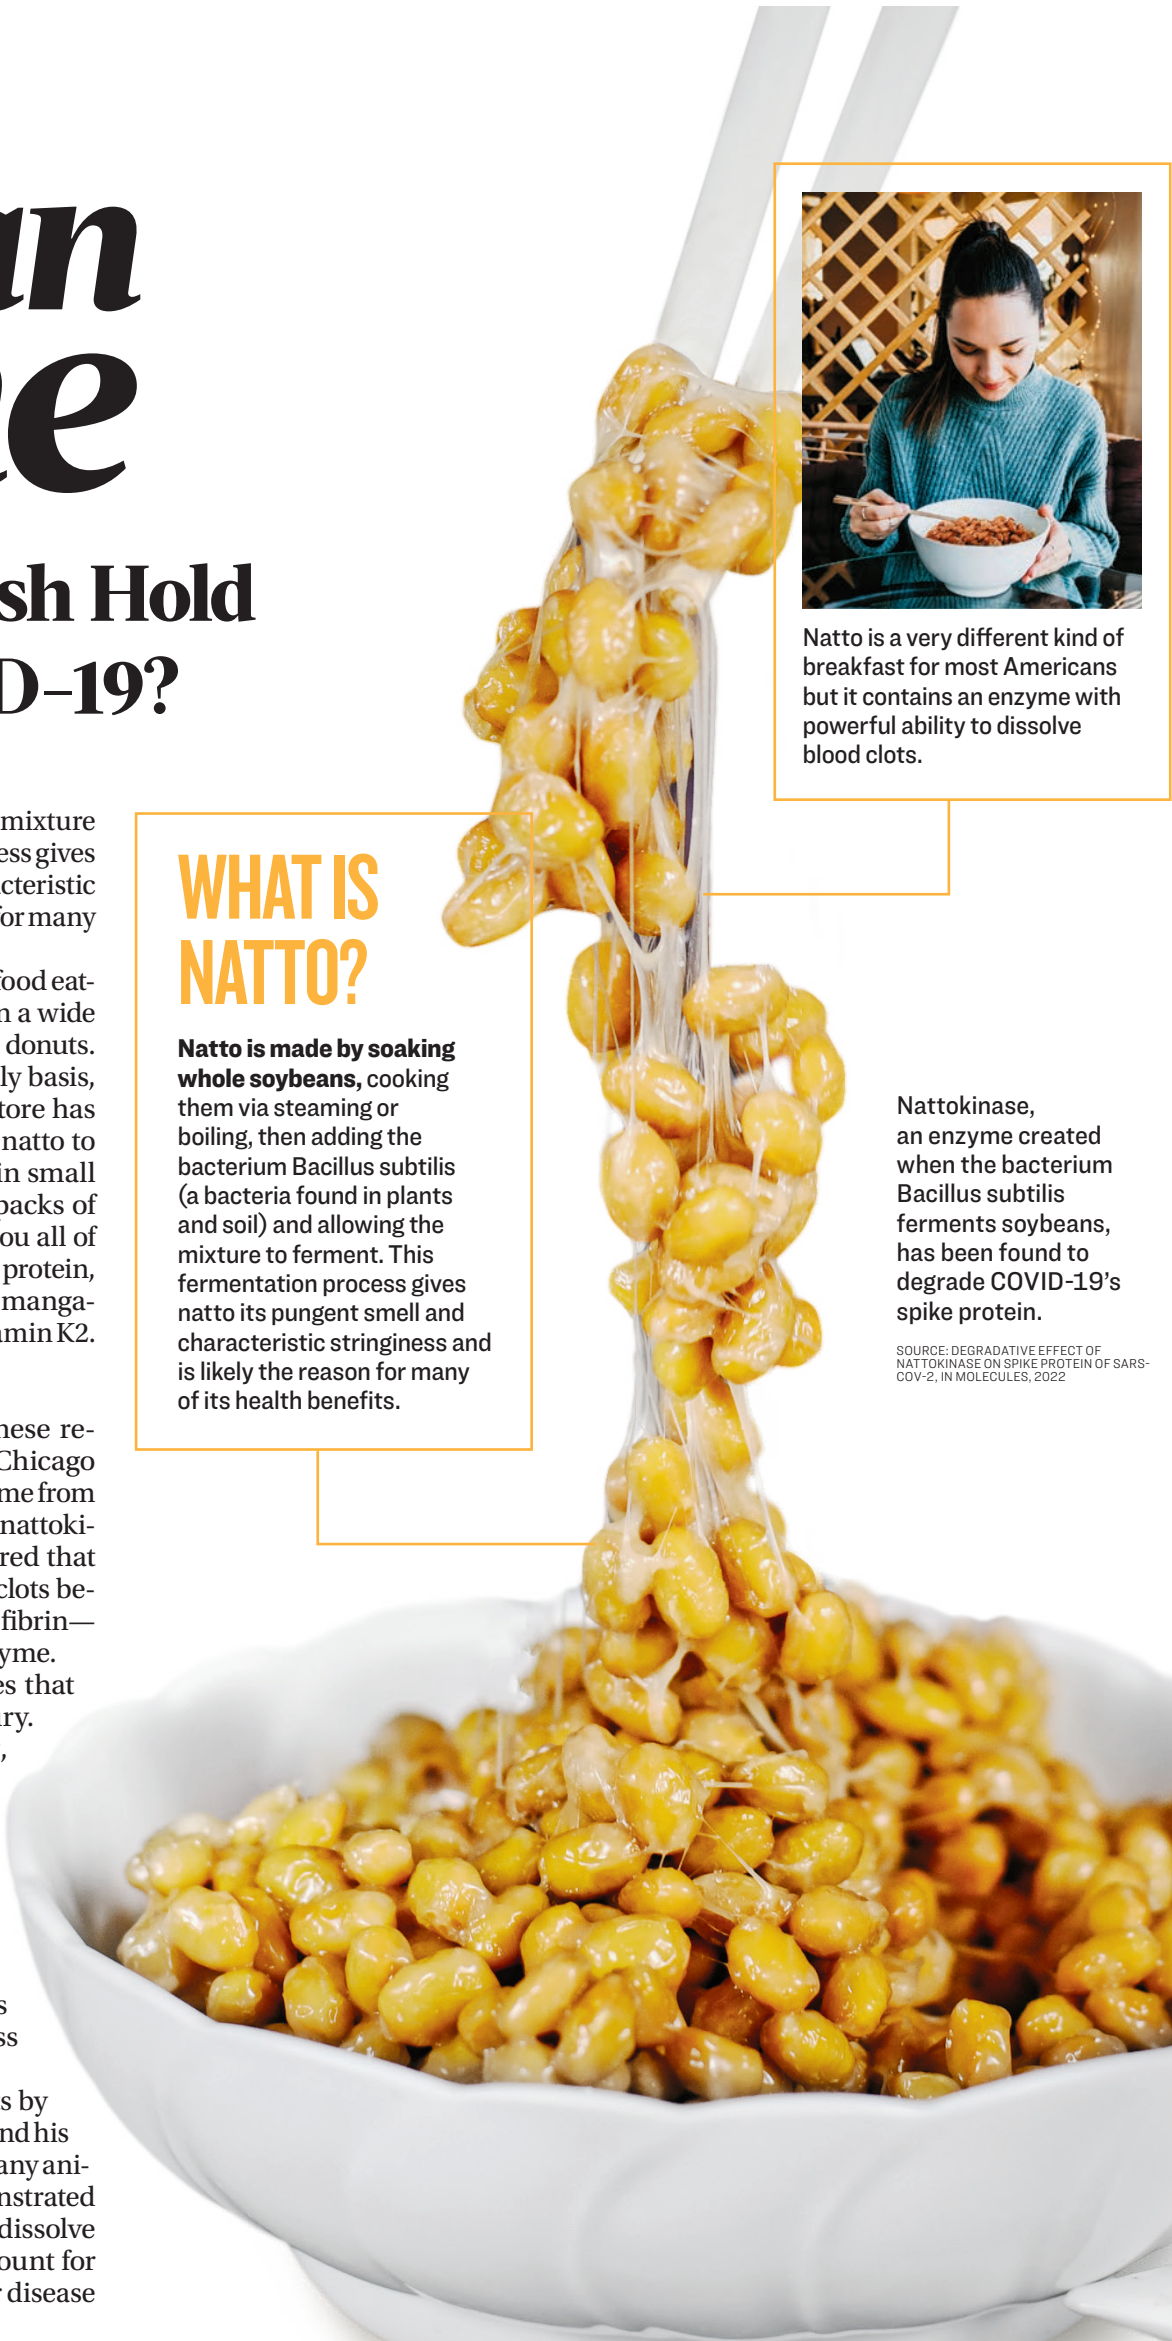 an
e
sh Hold
D-19?
mixture
ess gives
cteristic
for many
food eat-
n a wide
donuts.
ly basis,
tore has
natto to
in small
packs of
ou all of
protein,
manga-
amin K2.
nese re-
Chicago
me from
nattoki-
red that
clots be-
fibrin—
yme.
es that
ury.
,
s
ss
s by
nd his
any ani-
nstrated
dissolve
ount for
r disease
WHAT IS
NATTO?
Natto is made by soaking
whole soybeans, cooking
them via steaming or
boiling, then adding the
bacterium Bacillus subtilis
(a bacteria found in plants
and soil) and allowing the
mixture to ferment. This
fermentation process gives
natto its pungent smell and
characteristic stringiness and
is likely the reason for many
of its health benefits.
Natto is a very different kind of
breakfast for most Americans
but it contains an enzyme with
powerful ability to dissolve
blood clots.
Nattokinase,
an enzyme created
when the bacterium
Bacillus subtilis
ferments soybeans,
has been found to
degrade COVID-19's
spike protein.
SOURCE: DEGRADATIVE EFFECT OF
NATTOKINASE ON SPIKE PROTEIN OF SARS-
COV-2, IN MOLECULES, 2022